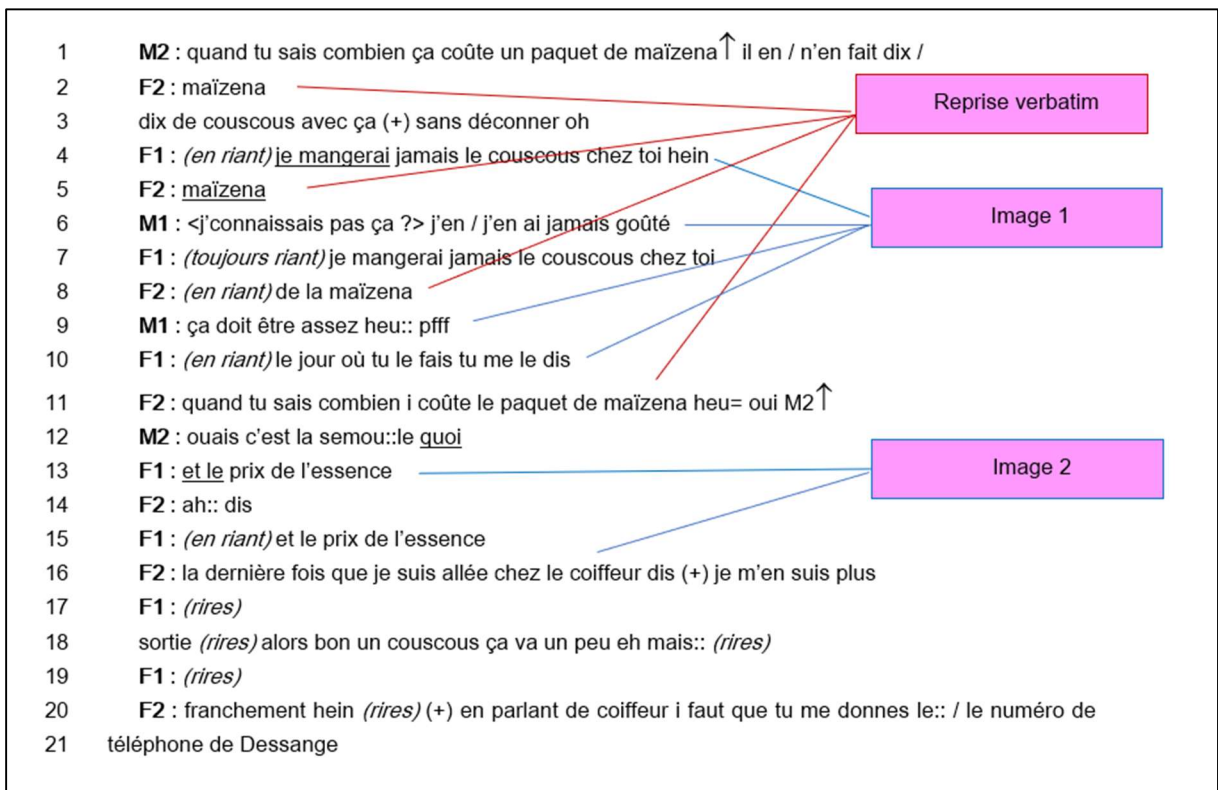 1 M2 : quand tu sais combien ça coûte un paquet de maïzena↑ il en / n'en fait dix /
2 F2 : maïzena
Reprise verbatim
3 dix de couscous avec ça (+) sans déconner oh
4 F1 : (en riant) je mangerai jamais le couscous chez toi hein
5 F2 : maïzena
Image 1
6 M1 : <j'connaissais pas ça ?> j'en / j'en ai jamais goûté
7 F1 : (toujours riant) je mangerai jamais le couscous chez toi
8 F2 : (en riant) de la maïzena
9 M1 : ça doit être assez heu:: pfff
10 F1 : (en riant) le jour où tu le fais tu me le dis
11 F2 : quand tu sais combien i coûte le paquet de maïzena heu= oui M2↑
12 M2 : ouais c'est la semou::le quoi
13 F1 : et le prix de l'essence
Image 2
14 F2 : ah:: dis
15 F1 : (en riant) et le prix de l'essence
16 F2 : la dernière fois que je suis allée chez le coiffeur dis (+) je m'en suis plus
17 F1 : (rires)
18 sortie (rires) alors bon un couscous ça va un peu eh mais:: (rires)
19 F1 : (rires)
20 F2 : franchement hein (rires) (+) en parlant de coiffeur i faut que tu me donnes le:: / le numéro de
21 téléphone de Dessange